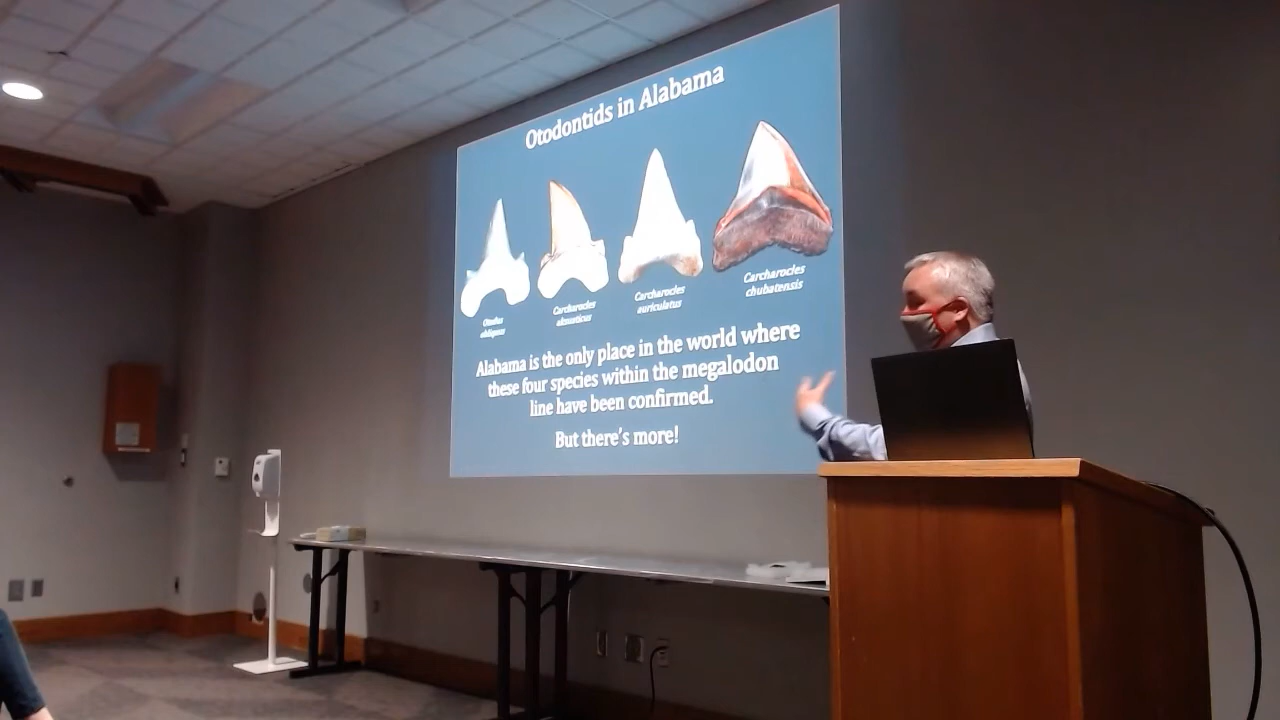 Otodontids in Alabama
Otodus
obliquus
Carcharocles
aksuaticus
Carcharocles
auriculatus
Carcharocles
chubatensis
Alabama is the only place in the world where
these four species within the megalodon
line have been confirmed.
But there's more!